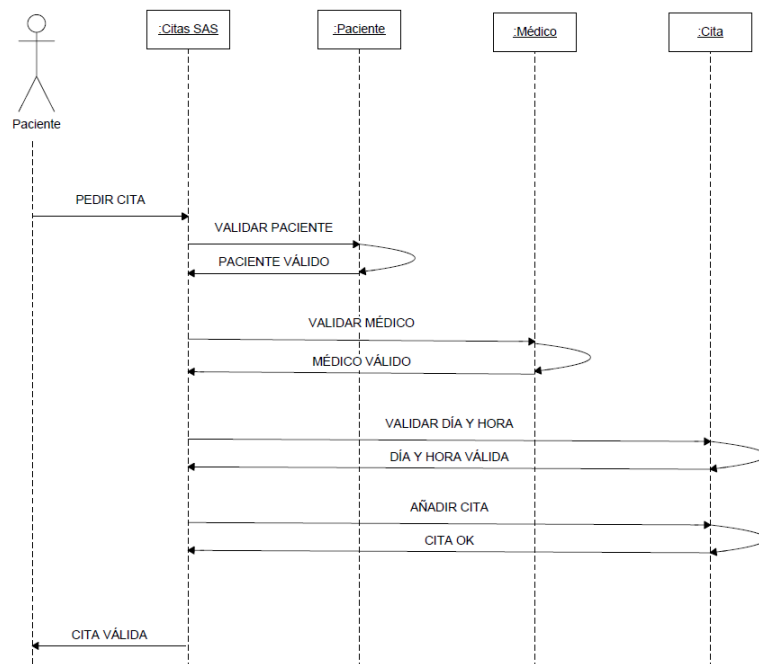 :Citas SAS
:Paciente
:Médico
:Cita
Paciente
PEDIR CITA
VALIDAR PACIENTE
PACIENTE VÁLIDO
VALIDAR MÉDICO
MÉDICO VÁLIDO
VALIDAR DÍA Y HORA
DÍA Y HORA VÁLIDA
AÑADIR CITA
CITA OK
CITA VÁLIDA